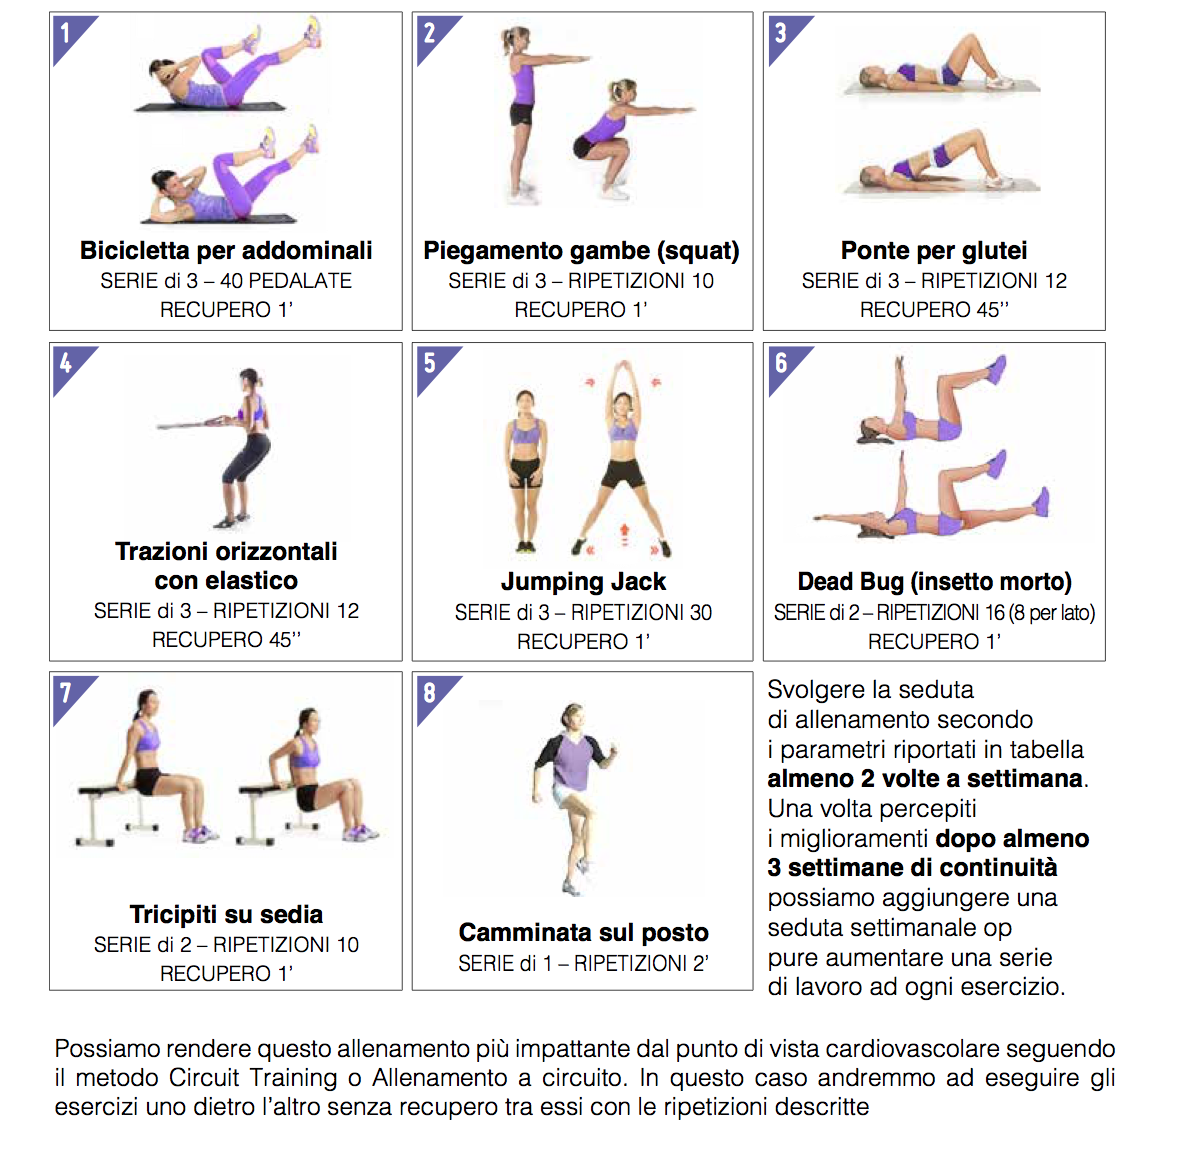 1
Bicicletta per addominali
SERIE di 3 – 40 PEDALATE
RECUPERO 1’
2
Piegamento gambe (squat)
SERIE di 3 – RIPETIZIONI 10
RECUPERO 1’
3
Ponte per glutei
SERIE di 3 – RIPETIZIONI 12
RECUPERO 45’’
4
Trazioni orizzontali
con elastico
SERIE di 3 – RIPETIZIONI 12
RECUPERO 45’’
5
Jumping Jack
SERIE di 3 – RIPETIZIONI 30
RECUPERO 1’
6
Dead Bug (insetto morto)
SERIE di 2 – RIPETIZIONI 16 (8 per lato)
RECUPERO 1’
7
Tricipiti su sedia
SERIE di 2 – RIPETIZIONI 10
RECUPERO 1’
8
Camminata sul posto
SERIE di 1 – RIPETIZIONI 2’
Svolgere la seduta
di allenamento secondo
i parametri riportati in tabella
almeno 2 volte a settimana.
Una volta percepiti
i miglioramenti dopo almeno
3 settimane di continuità
possiamo aggiungere una
seduta settimanale op
pure aumentare una serie
di lavoro ad ogni esercizio.
Possiamo rendere questo allenamento più impattante dal punto di vista cardiovascolare seguendo
il metodo Circuit Training o Allenamento a circuito. In questo caso andremmo ad eseguire gli
esercizi uno dietro l’altro senza recupero tra essi con le ripetizioni descritte